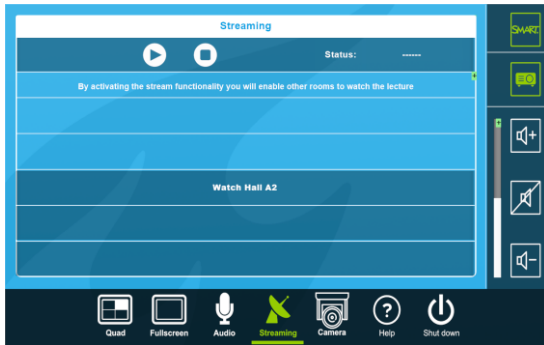 Streaming
Status: ------
By activating the stream functionality you will enable other rooms to watch the lecture
Watch Hall A2
SMART
Quad Fullscreen Audio Streaming Camera Help Shut down